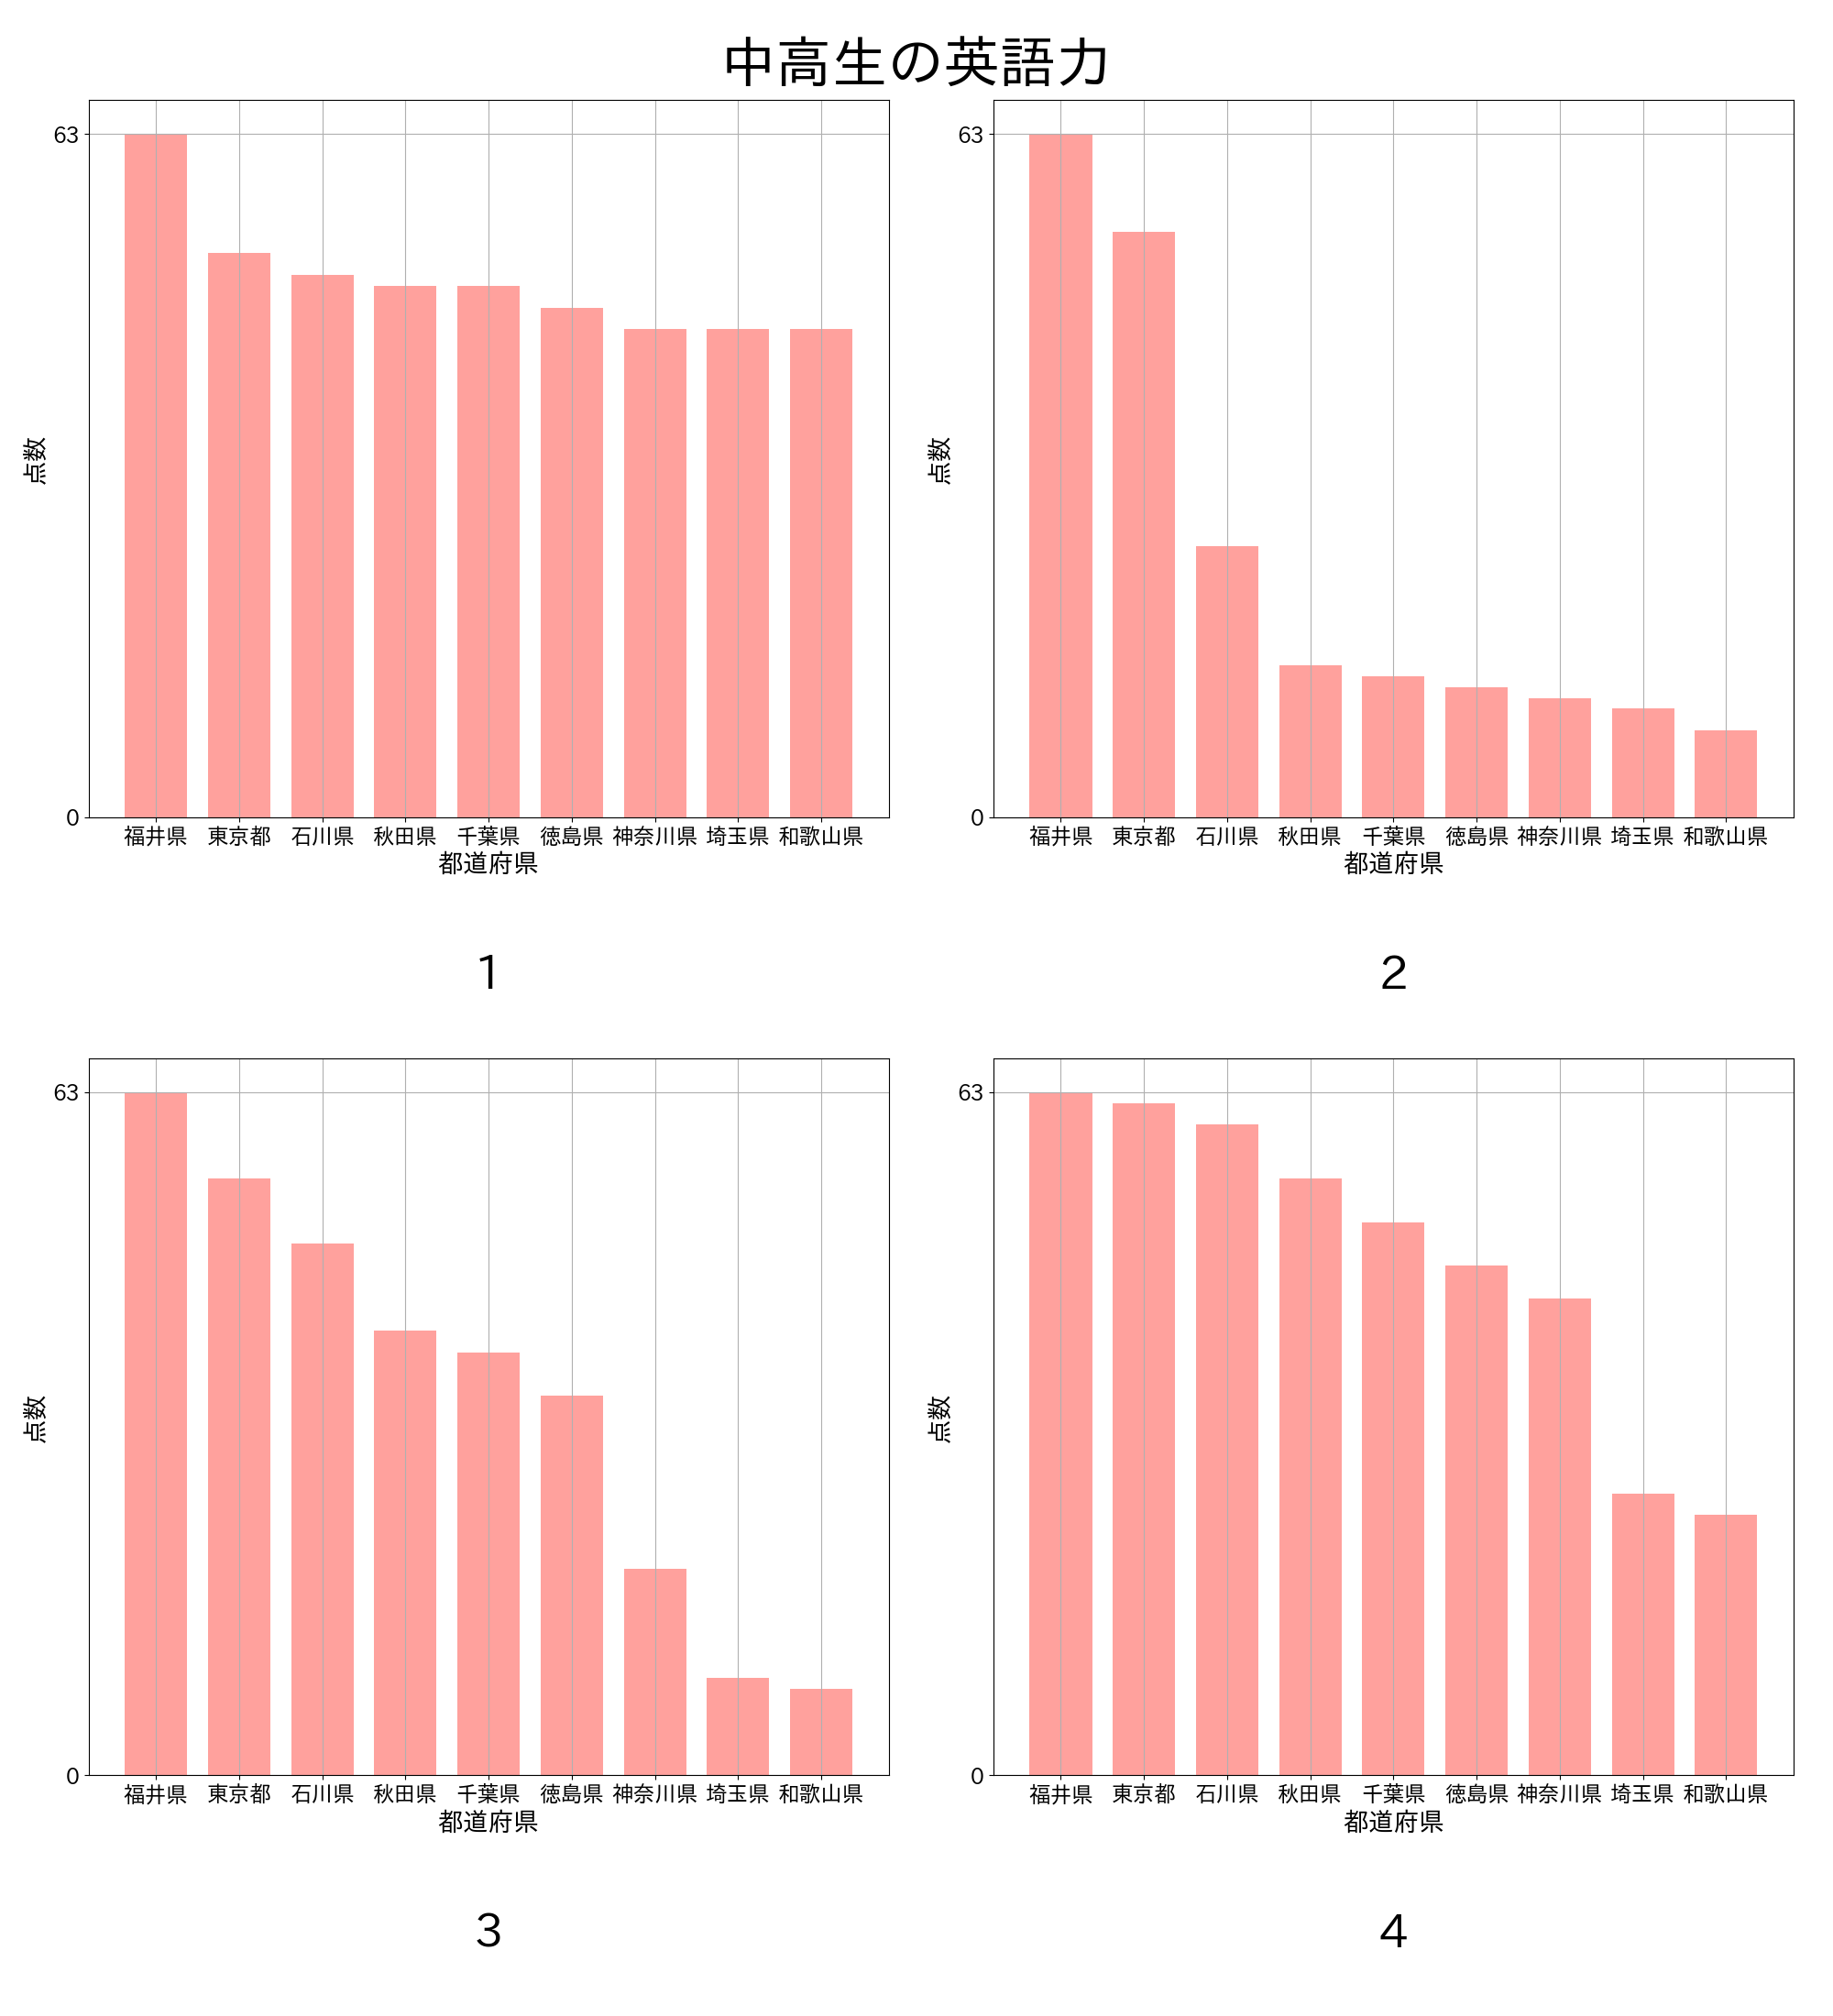 中高生の英語力
63
0
点数
福井県 東京都 石川県 秋田県 千葉県 徳島県 神奈川県 埼玉県 和歌山県
都道府県
1
63
0
点数
福井県 東京都 石川県 秋田県 千葉県 徳島県 神奈川県 埼玉県 和歌山県
都道府県
2
63
0
点数
福井県 東京都 石川県 秋田県 千葉県 徳島県 神奈川県 埼玉県 和歌山県
都道府県
3
63
0
点数
福井県 東京都 石川県 秋田県 千葉県 徳島県 神奈川県 埼玉県 和歌山県
都道府県
4